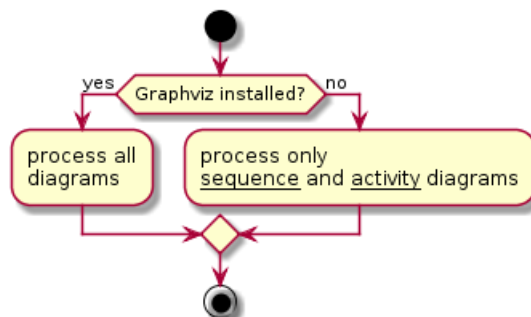 yes
Graphviz installed?
no
process all
diagrams
process only
sequence and activity diagrams